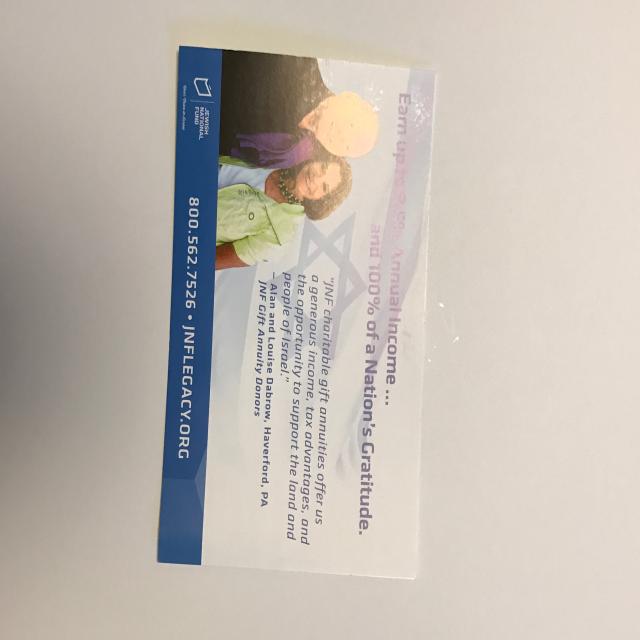 Earn up to Annual Income ...
and 100% of a Nation's Gratitude.
"JNF charitable gift annuities offer us
a generous income, tax advantages, and
the opportunity to support the land and
people of Israel."
– Alan and Louise Dabrow, Haverford, PA
JNF Gift Annuity Donors
JEWISH
NATIONAL
FUND
800.562.7526 • JNFLEGACY.ORG